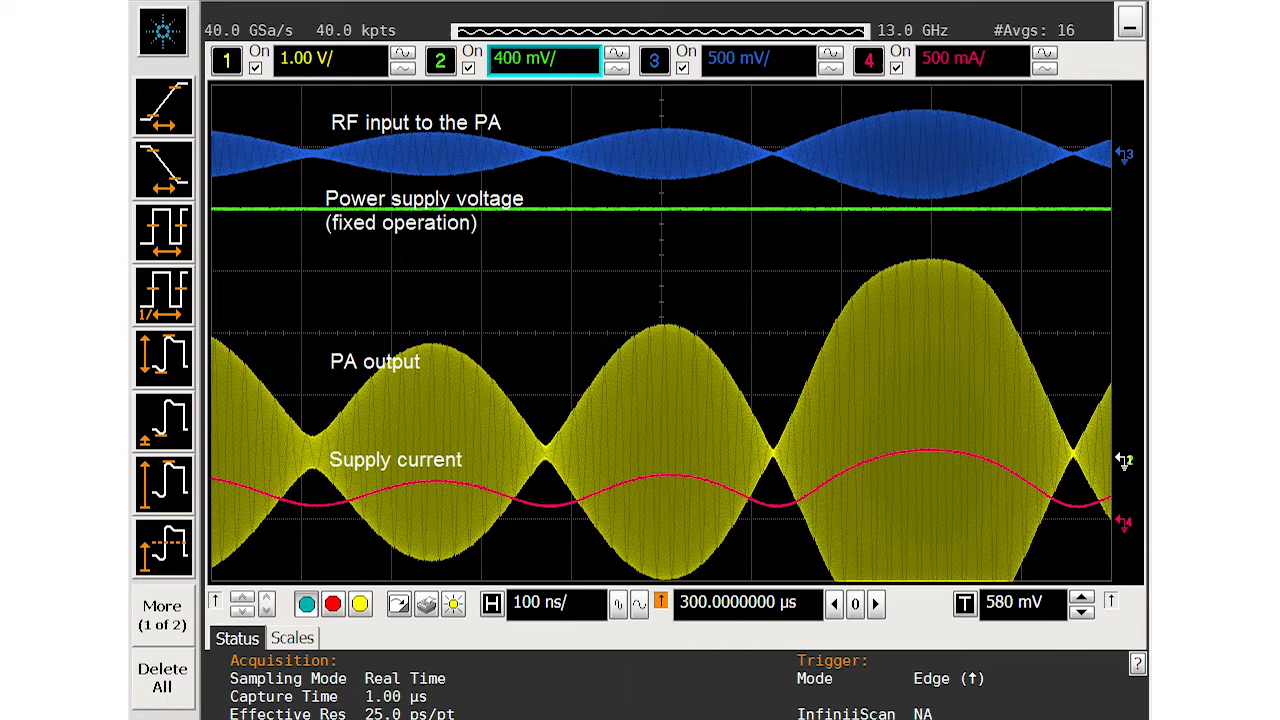 40.0 GSa/s 40.0 kpts 13.0 GHz #Avgs: 16
1 On 1.00 V/ 2 On 400 mV/ 3 On 500 mV/ 4 On 500 mA/
RF input to the PA
3
Power supply voltage
(fixed operation)
PA output
Supply current
2
4
1/
More
(1 of 2)
Delete
All
H 100 ns/ 300.0000000 µs 0 T 580 mV
Status Scales
Acquisition: Trigger: ?
Sampling Mode Real Time Mode Edge (↑)
Capture Time 1.00 µs
Effective Res 25.0 ps/pt InfiniiScan NA